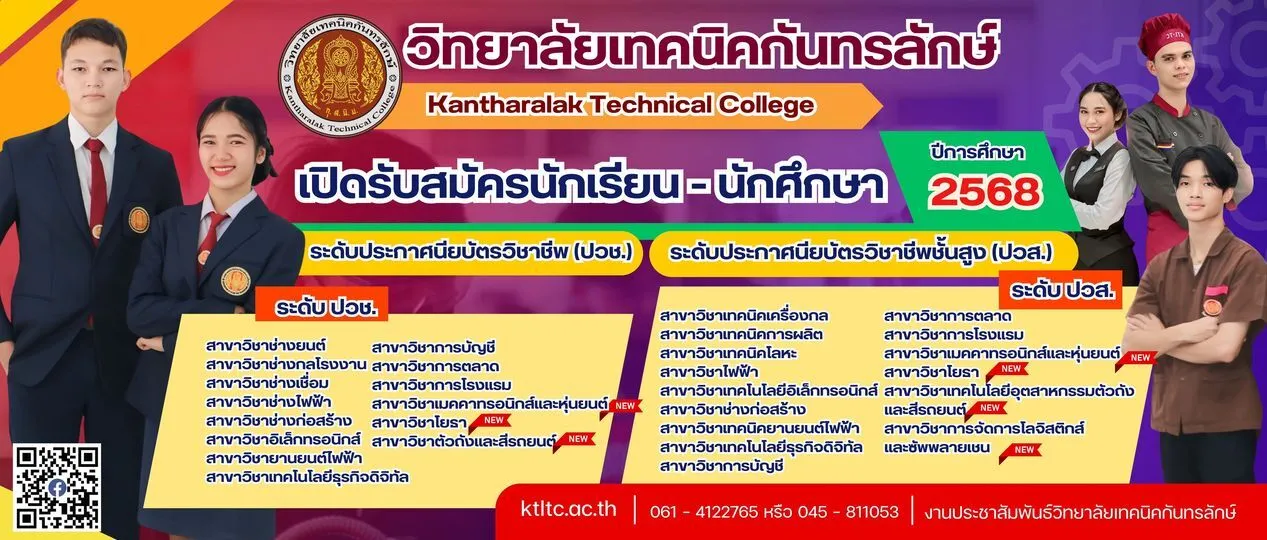 วิทยาลัยเทคนิคกันทรลักษ์
Kantharalak Technical College
วิทยาลัยเทคนิคกันทรลักษ์
Kantharalak Technical College
เปิดรับสมัครนักเรียน - นักศึกษา
ปีการศึกษา
2568
ระดับประกาศนียบัตรวิชาชีพ (ปวช.)
ระดับประกาศนียบัตรวิชาชีพชั้นสูง (ปวส.)
ระดับ ปวช.
สาขาวิชาช่างยนต์
สาขาวิชาช่างกลโรงงาน
สาขาวิชาช่างเชื่อม
สาขาวิชาช่างไฟฟ้า
สาขาวิชาช่างก่อสร้าง
สาขาวิชาอิเล็กทรอนิกส์
สาขาวิชายานยนต์ไฟฟ้า
สาขาวิชาเทคโนโลยีธุรกิจดิจิทัล
สาขาวิชาการบัญชี
สาขาวิชาการตลาด
สาขาวิชาการโรงแรม
สาขาวิชาเมคคาทรอนิกส์และหุ่นยนต์ NEW
สาขาวิชาโยธา NEW
สาขาวิชาตัวถังและสีรถยนต์ NEW
ระดับ ปวส.
สาขาวิชาเทคนิคเครื่องกล
สาขาวิชาเทคนิคการผลิต
สาขาวิชาเทคนิคโลหะ
สาขาวิชาไฟฟ้า
สาขาวิชาเทคโนโลยีอิเล็กทรอนิกส์
สาขาวิชาช่างก่อสร้าง
สาขาวิชาเทคนิคยานยนต์ไฟฟ้า
สาขาวิชาเทคโนโลยีธุรกิจดิจิทัล
สาขาวิชาการบัญชี
สาขาวิชาการตลาด
สาขาวิชาการโรงแรม
สาขาวิชาเมคคาทรอนิกส์และหุ่นยนต์ NEW
สาขาวิชาโยธา NEW
สาขาวิชาเทคโนโลยีอุตสาหกรรมตัวถัง
และสีรถยนต์ NEW
สาขาวิชาการจัดการโลจิสติกส์
และซัพพลายเชน NEW
ktltc.ac.th
061 - 4122765 หรือ 045 - 811053
งานประชาสัมพันธ์วิทยาลัยเทคนิคกันทรลักษ์